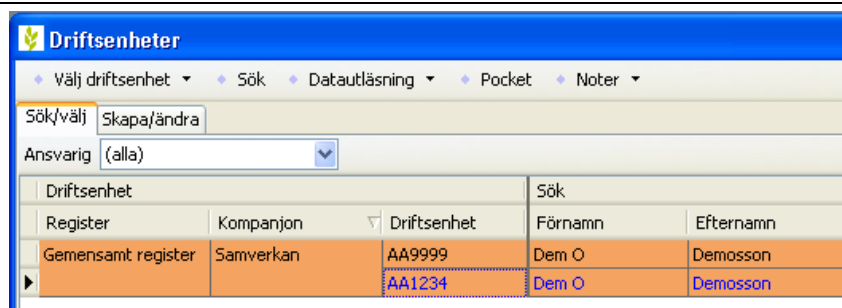 Driftsenheter
Välj driftsenhet Sök Datautläsning Pocket Noter
Sök/välj Skapa/ändra
Ansvarig (alla)
Driftsenhet Sök
Register Kompanjon Driftsenhet Förnamn Efternamn
Gemensamt register Samverkan AA9999 Dem O Demosson
AA1234 Dem O Demosson